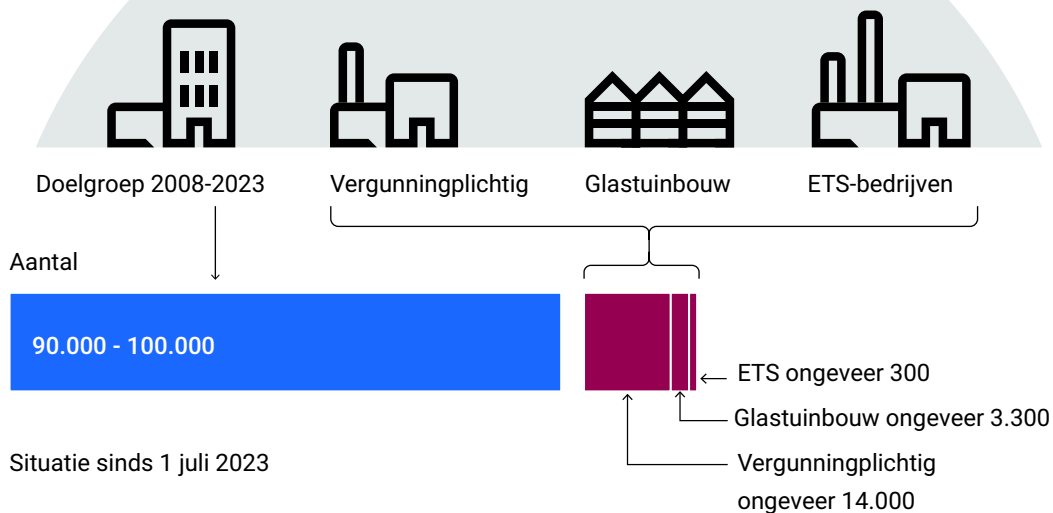 Doelgroep 2008-2023
Vergunningplichtig
Glastuinbouw
ETS-bedrijven
Aantal
90.000 - 100.000
ETS ongeveer 300
Glastuinbouw ongeveer 3.300
Vergunningplichtig
ongeveer 14.000
Situatie sinds 1 juli 2023